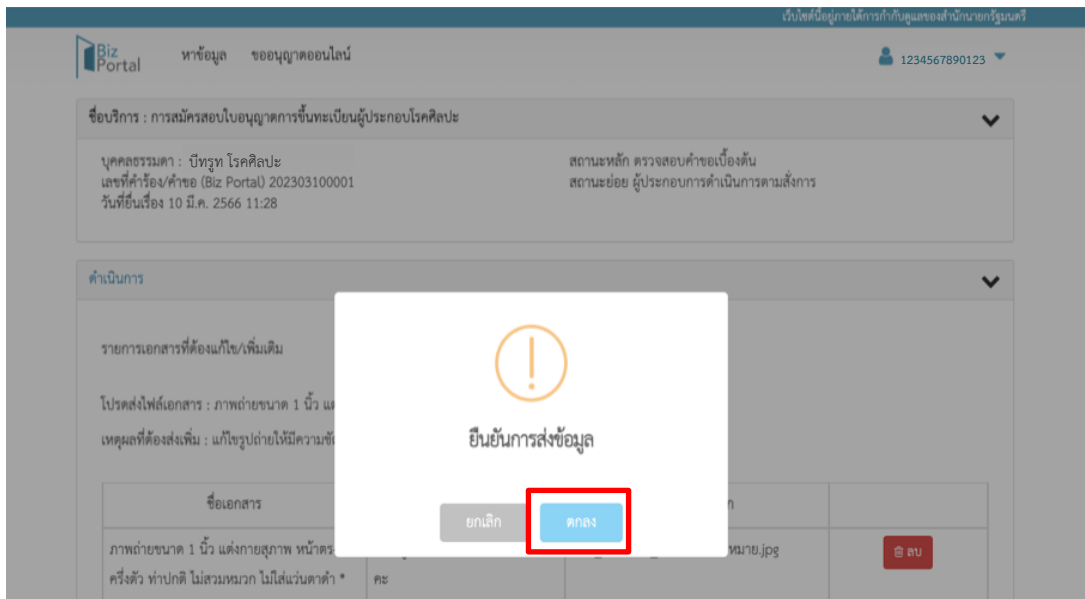 เว็บไซต์นี้อยู่ภายใต้การกำกับดูแลของสำนักนายกรัฐมนตรี
Biz Portal
หาข้อมูล
ขออนุญาตออนไลน์
1234567890123
ชื่อบริการ : การสมัครสอบใบอนุญาตการขึ้นทะเบียนผู้ประกอบโรคศิลปะ
บุคคลธรรมดา : บีทรูท โรคศิลปะ
สถานะหลัก ตรวจสอบคำขอเบื้องต้น
เลขที่คำร้อง/คำขอ (Biz Portal) 202303100001
สถานะย่อย ผู้ประกอบการดำเนินการตามสั่งการ
วันที่ยื่นเรื่อง 10 มี.ค. 2566 11:28
ดำเนินการ
รายการเอกสารที่ต้องแก้ไข/เพิ่มเติม
โปรดส่งไฟล์เอกสาร : ภาพถ่ายขนาด 1 นิ้ว
เหตุผลที่ต้องส่งเพิ่ม : แก้ไขรูปถ่ายให้มีความ
ยืนยันการส่งข้อมูล
ยกเลิก
ตกลง
ชื่อเอกสาร
ภาพถ่ายขนาด 1 นิ้ว แต่งกายสุภาพ หน้าตรง
หมาย.jpg
ลบ
ครึ่งตัว ท่าปกติ ไม่สวมหมวก ไม่ใส่แว่นตาดำ *
คะ